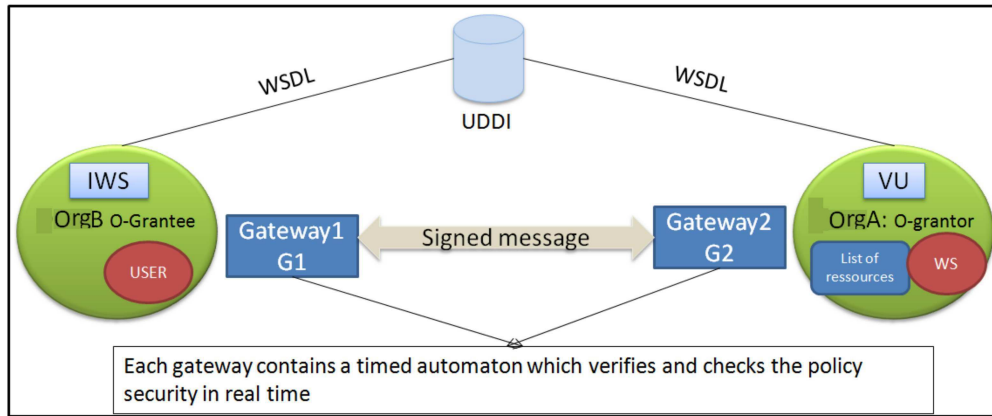 WSDL
WSDL
UDDI
IWS
OrgB O-Grantee
USER
Gateway1
G1
Signed message
Gateway2
G2
VU
OrgA: O-grantor
List of
ressources
WS
Each gateway contains a timed automaton which verifies and checks the policy
security in real time